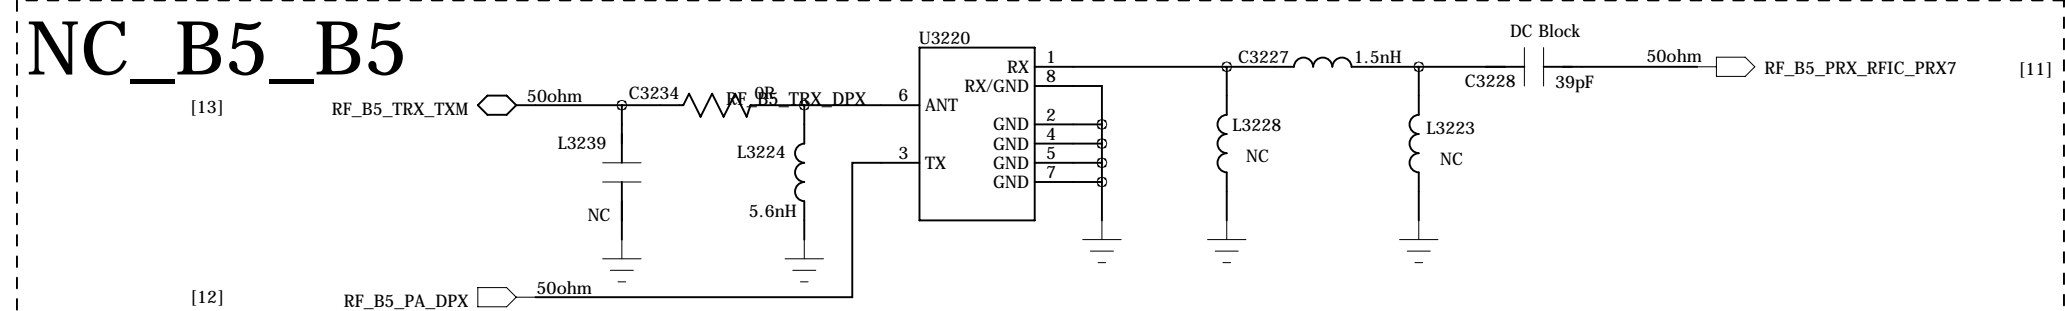 NC_B5_B5
[13]
RF_B5_TRX_TXM
50ohm
C3234
0R
RF_B5_TRX_DPX
L3239
NC
L3224
5.6nH
[12]
RF_B5_PA_DPX
50ohm
U3220
6
ANT
3
TX
RX
1
RX/GND
8
GND
2
GND
4
GND
5
GND
7
C3227
1.5nH
L3228
NC
L3223
NC
DC Block
C3228
39pF
50ohm
RF_B5_PRX_RFIC_PRX7
[11]